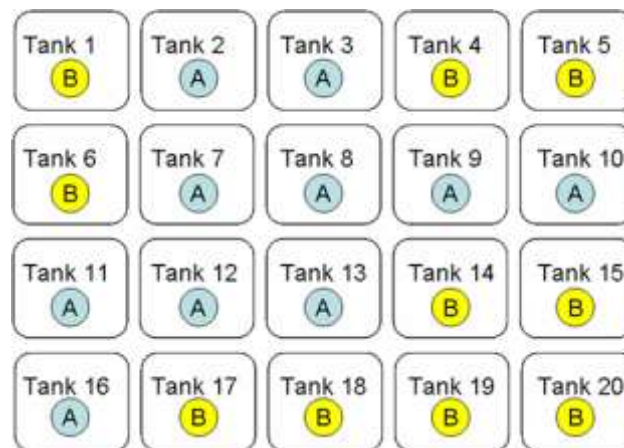 Tank 1 Tank 2 Tank 3 Tank 4 Tank 5
B A A B B
Tank 6 Tank 7 Tank 8 Tank 9 Tank 10
B A A A A
Tank 11 Tank 12 Tank 13 Tank 14 Tank 15
A A A B B
Tank 16 Tank 17 Tank 18 Tank 19 Tank 20
A B B B B